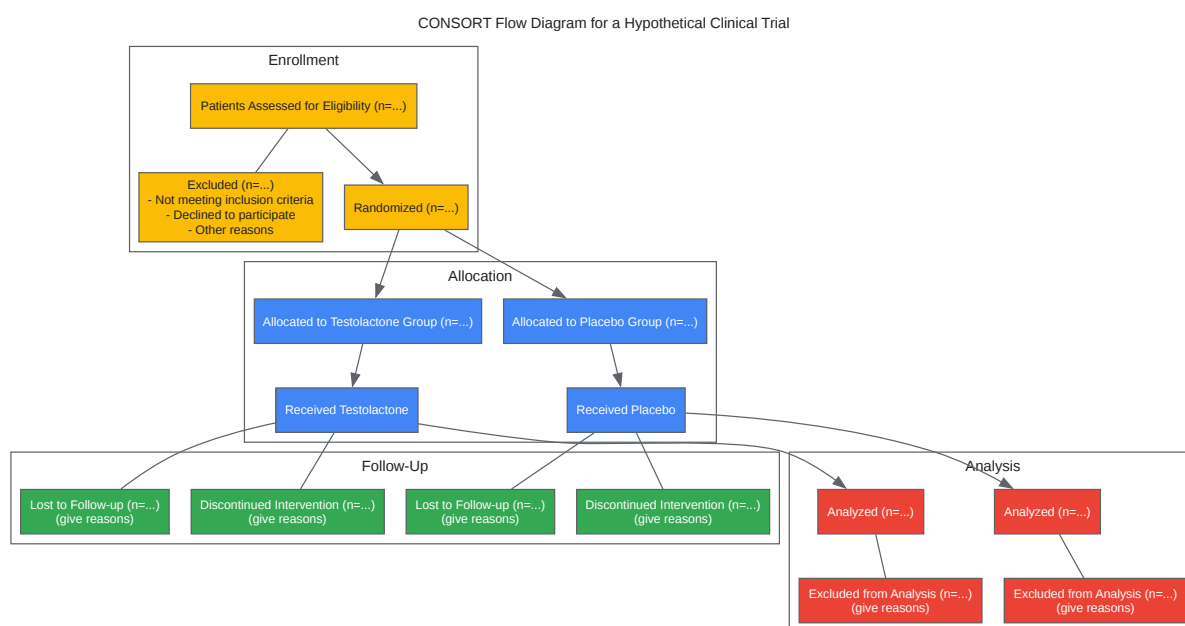 CONSORT Flow Diagram for a Hypothetical Clinical Trial
Enrollment
Patients Assessed for Eligibility (n=...)
Excluded (n=...)
- Not meeting inclusion criteria
- Declined to participate
- Other reasons
Randomized (n=...)
Allocation
Allocated to Testolactone Group (n=...)
Allocated to Placebo Group (n=...)
Received Testolactone
Received Placebo
Follow-Up
Lost to Follow-up (n=...)
(give reasons)
Discontinued Intervention (n=...)
(give reasons)
Lost to Follow-up (n=...)
(give reasons)
Discontinued Intervention (n=...)
(give reasons)
Analysis
Analyzed (n=...)
Analyzed (n=...)
Excluded from Analysis (n=...)
(give reasons)
Excluded from Analysis (n=...)
(give reasons)